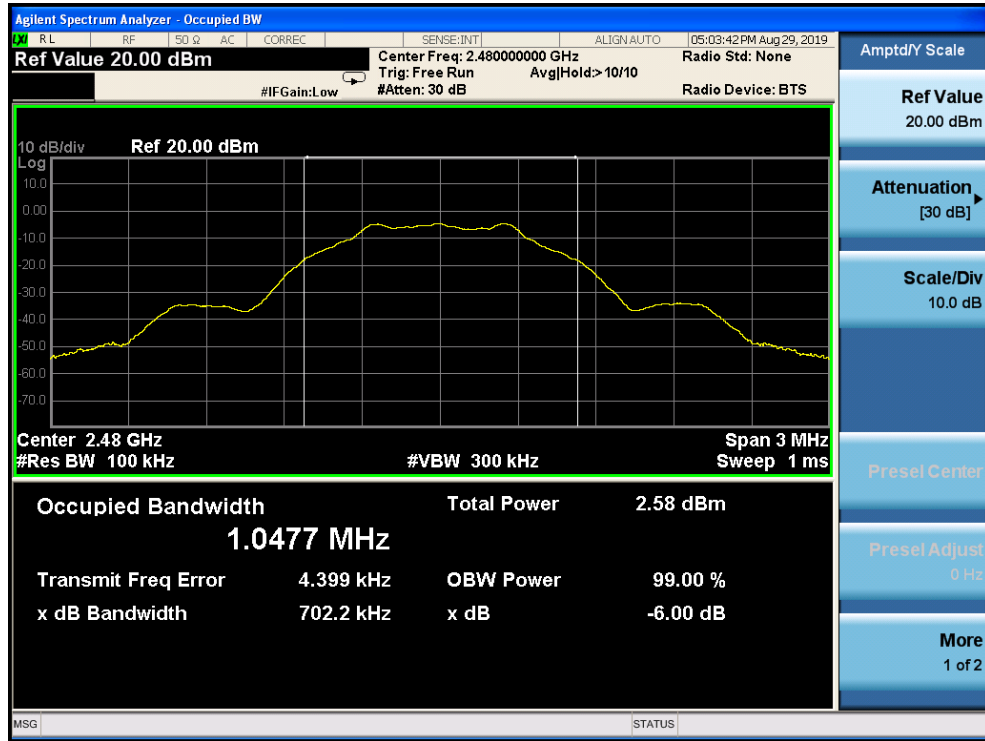 Agilent Spectrum Analyzer - Occupied BW
LXI RL RF 50 Ω AC CORREC SENSE:INT ALIGN AUTO 05:03:42 PM Aug 29, 2019
Ref Value 20.00 dBm
Center Freq: 2.480000000 GHz
Radio Std: None
Trig: Free Run Avg|Hold:>10/10
#IFGain:Low
#Atten: 30 dB
Radio Device: BTS
10 dB/div Ref 20.00 dBm
Log
10.0
0.00
-10.0
-20.0
-30.0
-40.0
-50.0
-60.0
-70.0
Center 2.48 GHz
Span 3 MHz
#Res BW 100 kHz
#VBW 300 kHz
Sweep 1 ms
Occupied Bandwidth
1.0477 MHz
Total Power 2.58 dBm
Transmit Freq Error 4.399 kHz
OBW Power 99.00 %
x dB Bandwidth 702.2 kHz
x dB -6.00 dB
MSG
STATUS
Amptd/Y Scale
Ref Value
20.00 dBm
Attenuation
[30 dB]
Scale/Div
10.0 dB
Presel Center
Presel Adjust
0 Hz
More
1 of 2